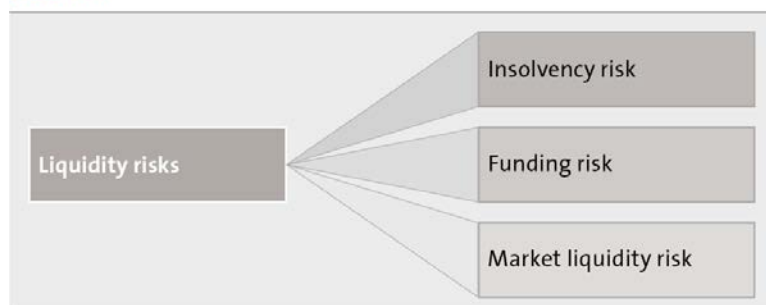 Liquidity risks
Insolvency risk
Funding risk
Market liquidity risk